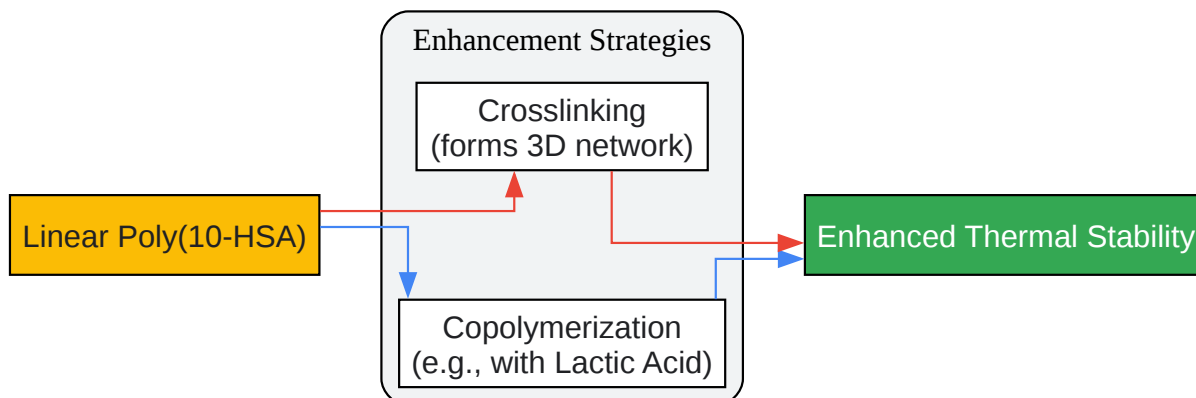 Enhancement Strategies
Crosslinking
(forms 3D network)
Linear Poly(10-HSA)
Enhanced Thermal Stability
Copolymerization
(e.g., with Lactic Acid)